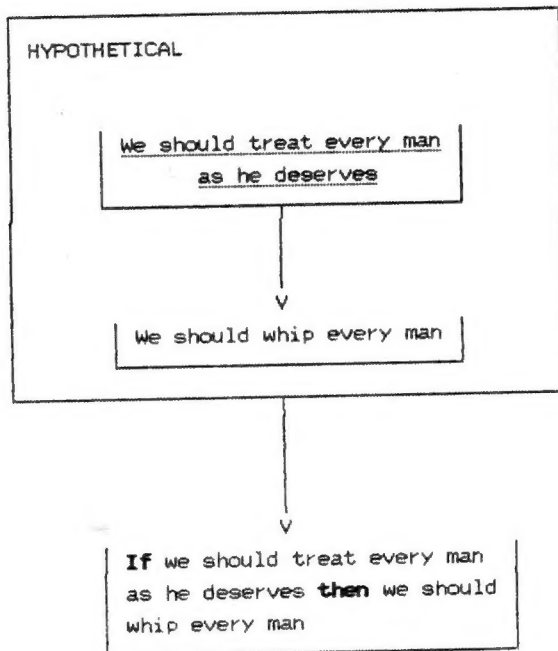 HYPOTHETICAL
We should treat every man
as he deserves
We should whip every man
If we should treat every man
as he deserves then we should
whip every man